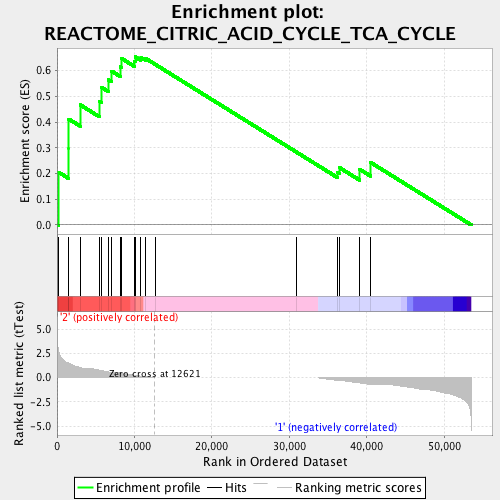 Enrichment plot:
REACTOME_CITRIC_ACID_CYCLE_TCA_CYCLE
Enrichment score (ES)
0.6
0.5
0.4
0.3
0.2
0.1
0.0
'2' (positively correlated)
Ranked list metric (tTest)
5.0
2.5
0.0
-2.5
-5.0
Zero cross at 12621
'1' (negatively correlated)
0 10,000 20,000 30,000 40,000 50,000
Rank in Ordered Dataset
Enrichment profile Hits Ranking metric scores